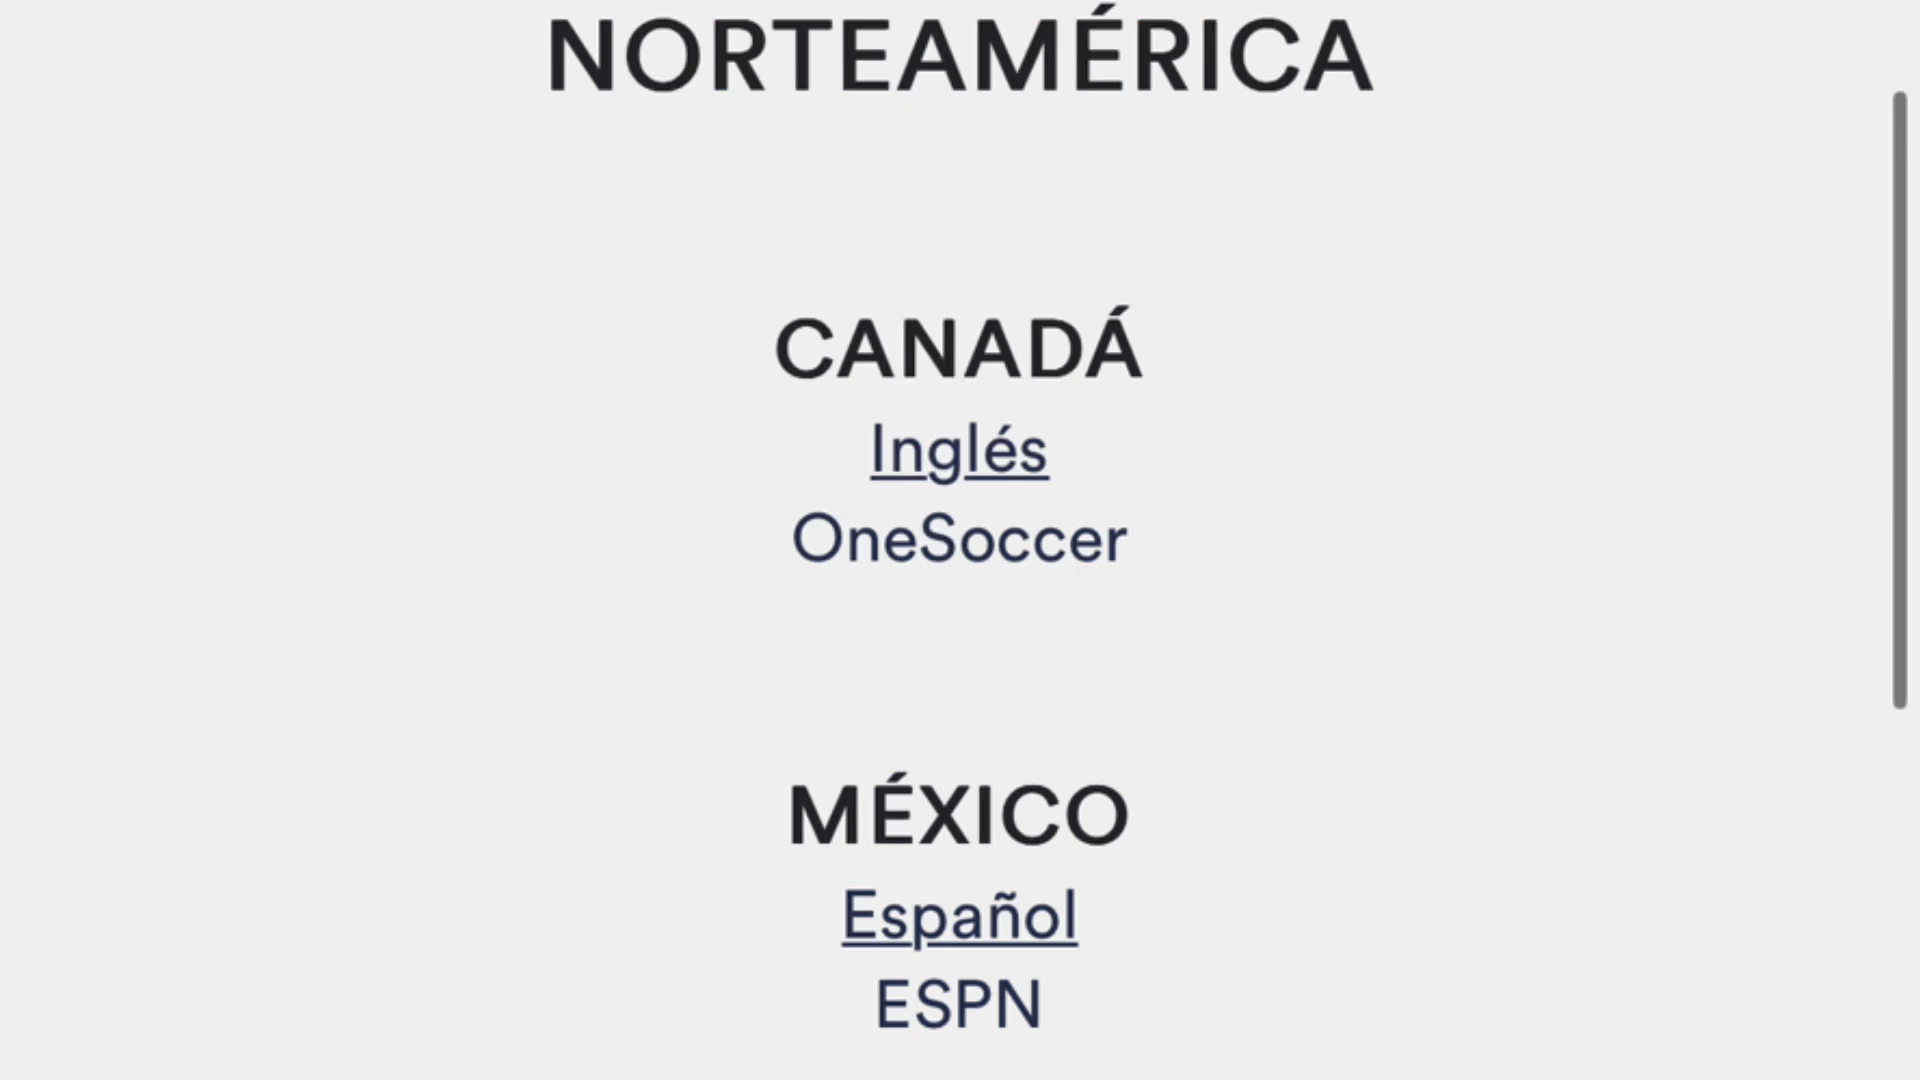 NORTEAMÉRICA
CANADÁ
Inglés
OneSoccer
MÉXICO
Español
ESPN